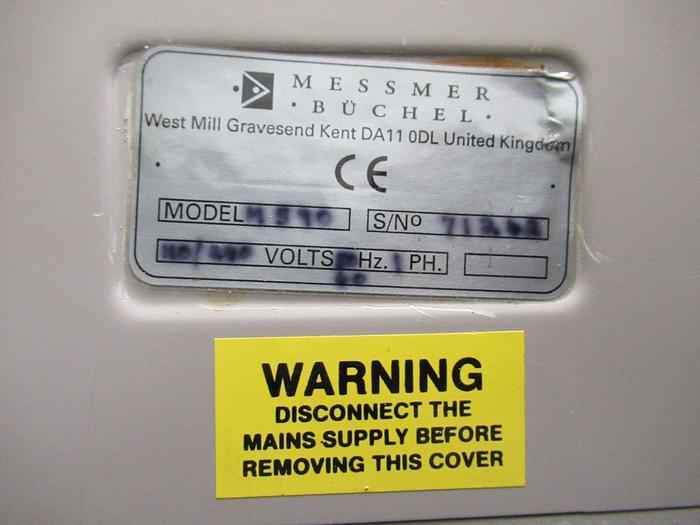 MESSMER
· BÜCHEL ·
West Mill Gravesend Kent DA11 0DL United Kingdom
CE
MODEL S/No
VOLTS Hz. PH.
WARNING
DISCONNECT THE
MAINS SUPPLY BEFORE
REMOVING THIS COVER